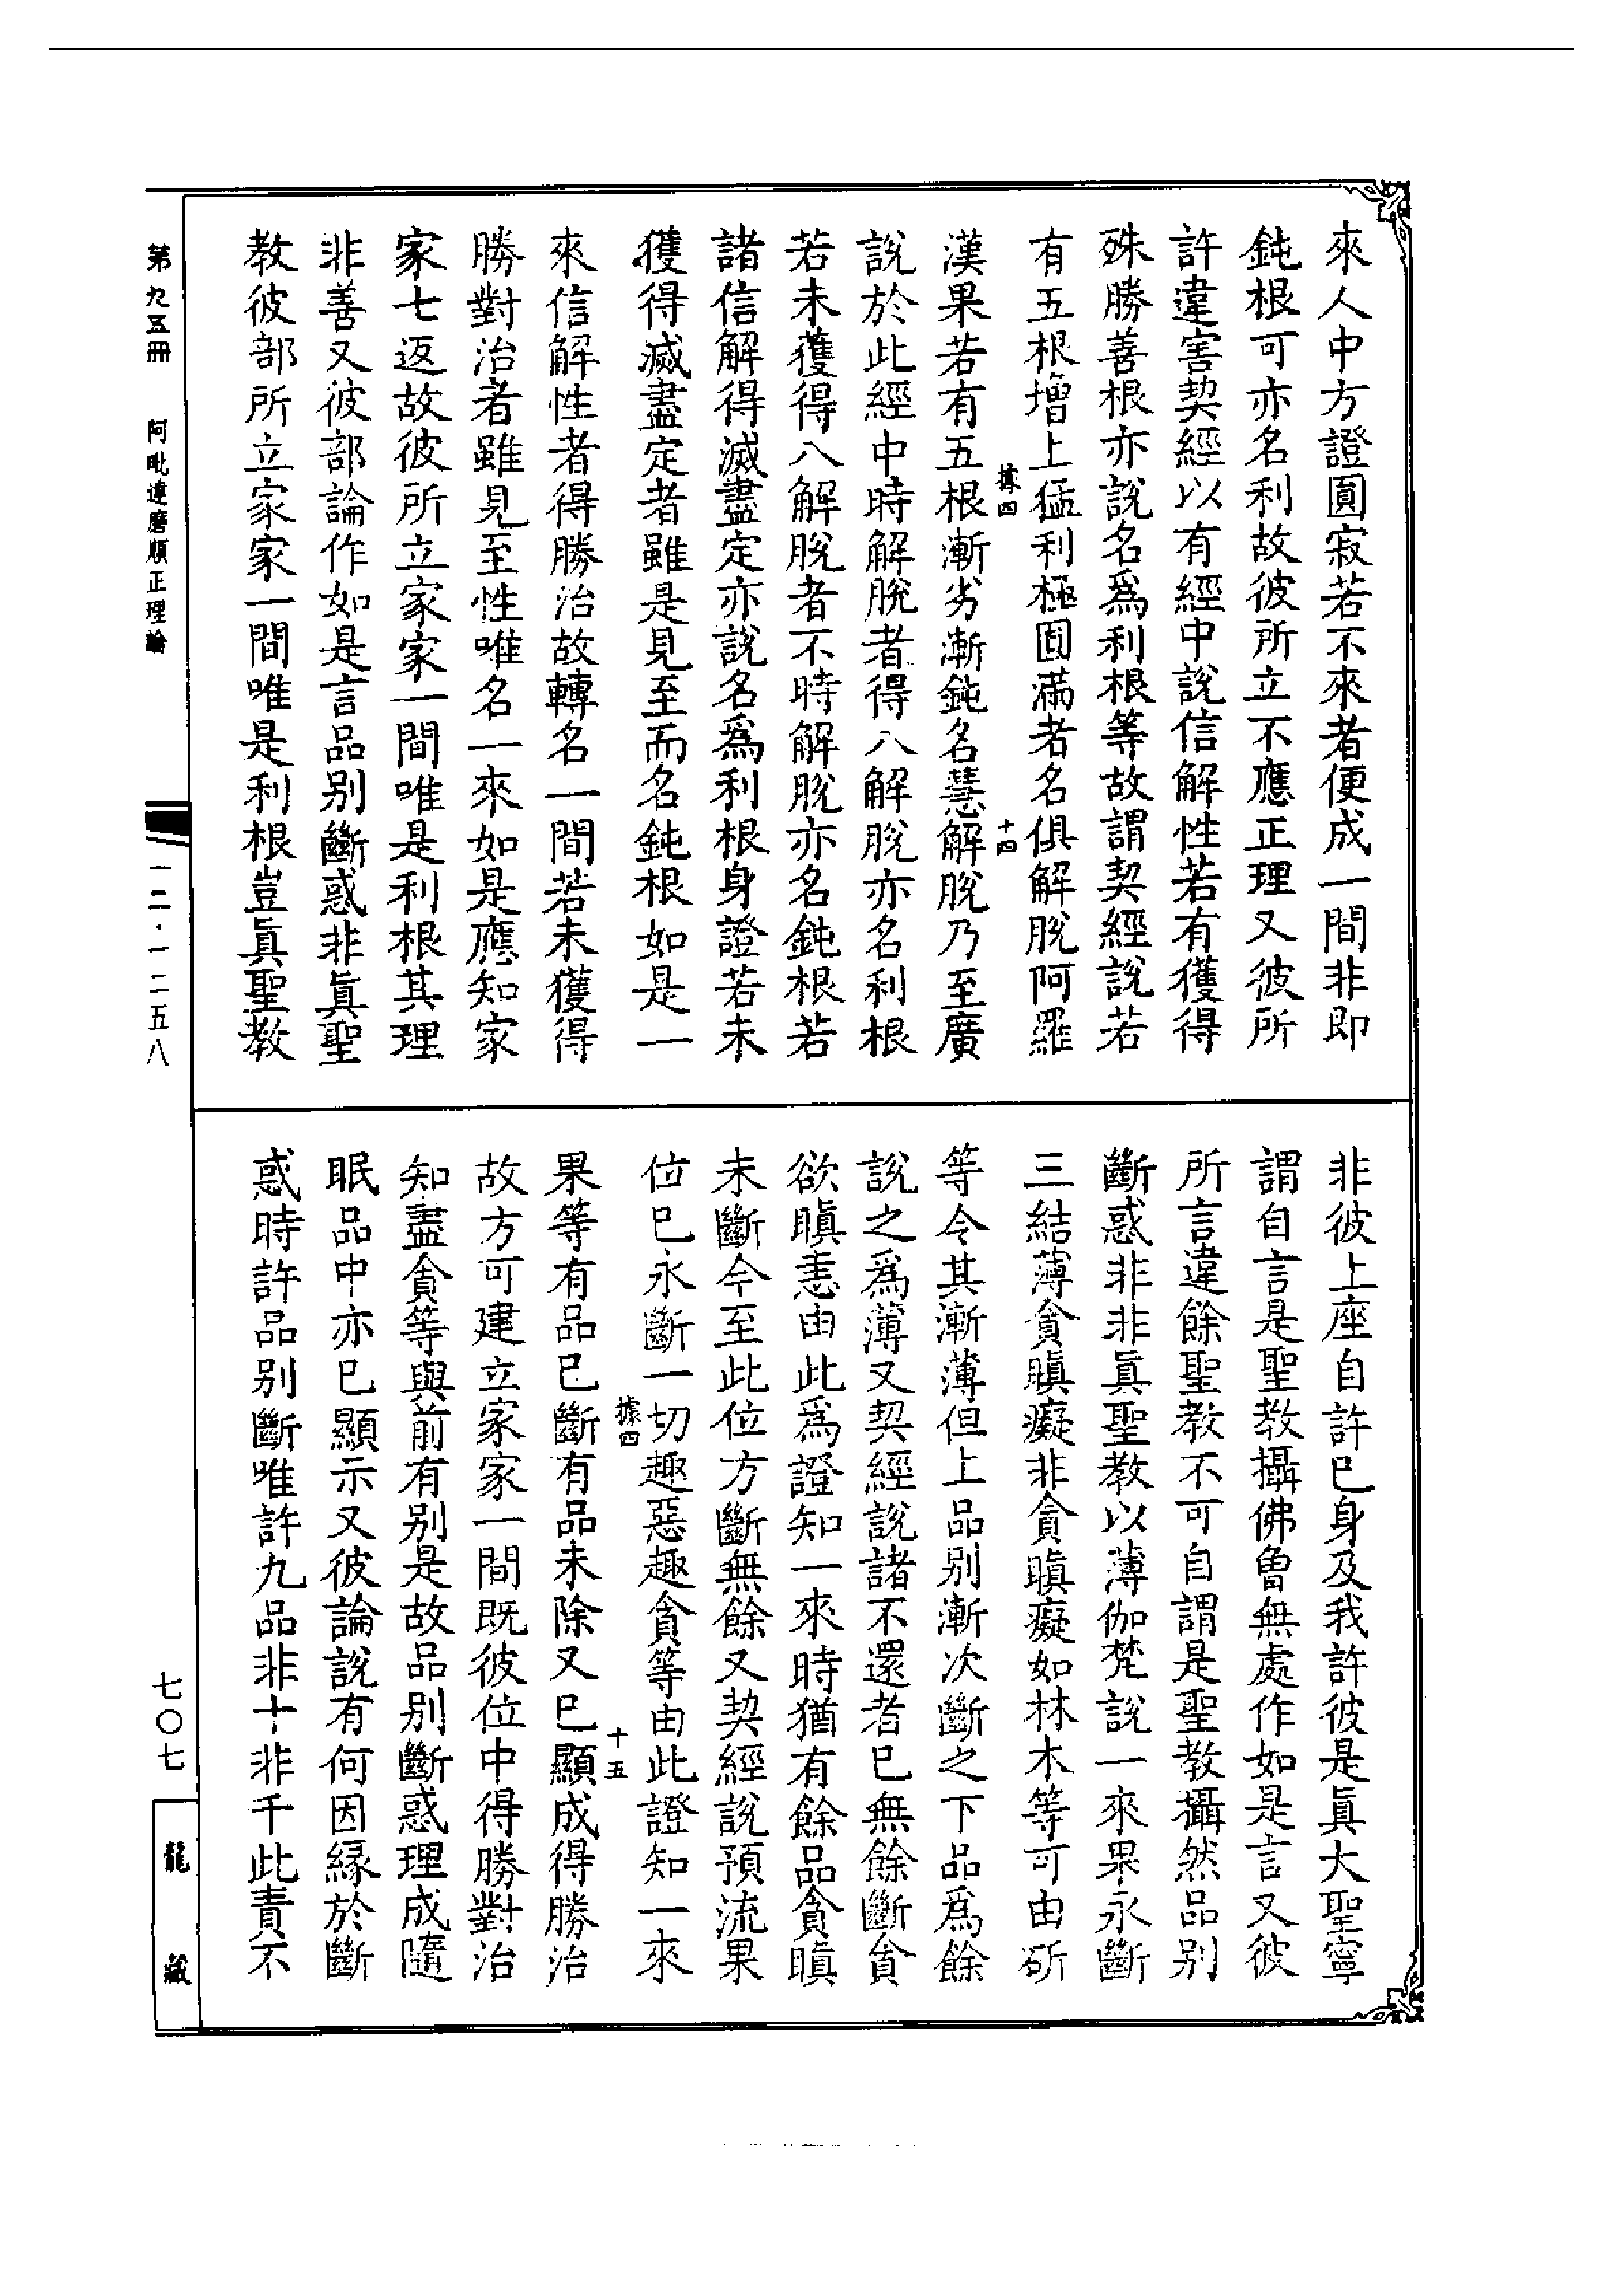 來人中方證圓寂若不來者便成一間非即
鈍根可亦名利故彼所立不應正理又彼所
許違害契經以有經中說信解性若有獲得
殊勝善根亦說名爲利根等故謂契經說若
有五根增上猛利極圓滿者名俱解脫阿羅
據四 十四
漢果若有五根漸劣漸鈍名慧解脫乃至廣
說於此經中時解脫者得八解脫亦名利根
若未獲得八解脫者不時解脫亦名鈍根若
諸信解得滅盡定亦說名爲利根身證若未
獲得滅盡定者雖是見至而名鈍根如是一
來信解性者得勝治故轉名一間若未獲得
勝對治者雖見至性唯名一來如是應知家
家七返故彼所立家家一間唯是利根其理
非善又彼部論作如是言品別斷惑非眞聖
教彼部所立家家一間唯是利根豈眞聖教
非彼上座自許已身及我許彼是眞大聖寧
謂自言是聖教攝佛曾無處作如是言又彼
所言違餘聖教不可自謂是聖教攝然品別
斷惑非非眞聖教以薄伽梵說一來果永斷
三結薄貪瞋癡非貪瞋癡如林木等可由斫
等令其漸薄但上品別漸次斷之下品爲餘
說之爲薄又契經說諸不還者已無餘斷貪
欲瞋恚由此爲證知一來時猶有餘品貪瞋
未斷今至此位方斷無餘又契經說預流果
位已永斷一切趣惡趣貪等由此證知一來
據四 十五
果等有品已斷有品未除又已顯成得勝治
故方可建立家家一間既彼位中得勝對治
知盡貪等與前有別是故品別斷惑理成隨
眠品中亦已顯示又彼論說有何因緣於斷
惑時許品別斷唯許九品非十非千此責不
第九五冊 阿毗達磨順正理論
一二·一二五八
七〇七
龍藏